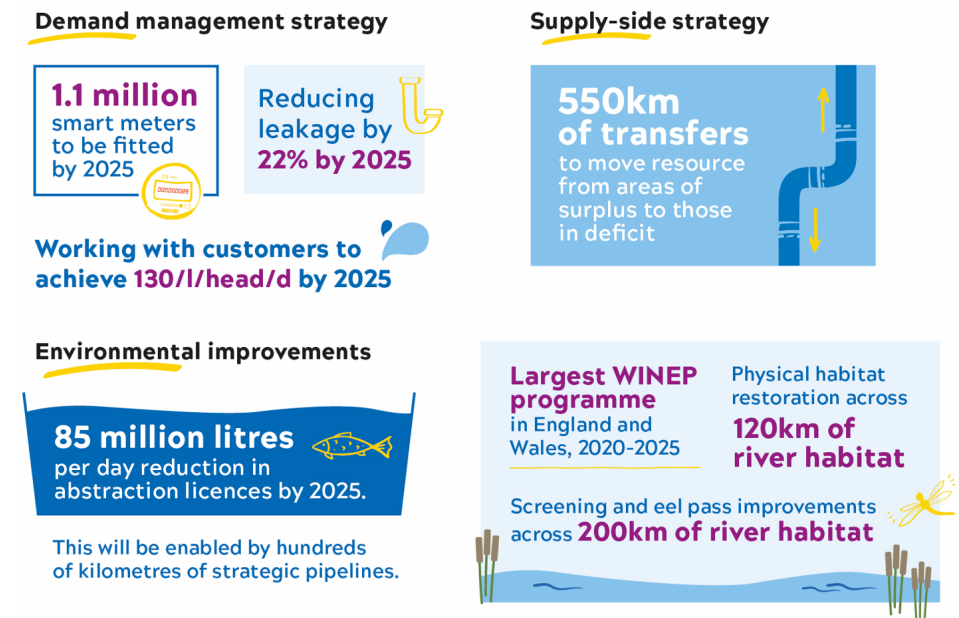 Demand management strategy
1.1 million
smart meters
to be fitted
by 2025
Reducing
leakage by
22% by 2025
Working with customers to
achieve 130/l/head/d by 2025
Supply-side strategy
550km
of transfers
to move resource
from areas of
surplus to those
in deficit
Environmental improvements
85 million litres
per day reduction in
abstraction licences by 2025.
This will be enabled by hundreds
of kilometres of strategic pipelines.
Largest WINEP
programme
in England and
Wales, 2020-2025
Physical habitat
restoration across
120km of
river habitat
Screening and eel pass improvements
across 200km of river habitat